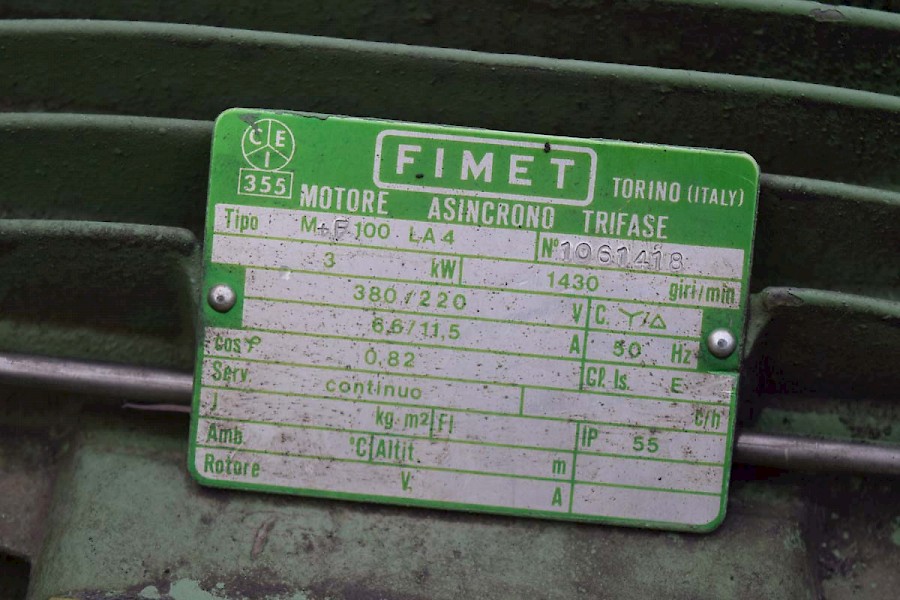 CEI
355
FIMET
TORINO (ITALY)
MOTORE ASINCRONO TRIFASE
Tipo M+F 100 LA4 N° 1061418
3 kW 1430 giri/min
380/220 V C. Y/△
6,6/11,5 A 50 Hz
Cos φ 0,82 Cl. Is. E
Serv. continuo c/h
J kg. m² FI IP 55
Amb. °C Altit. m
Rotore V. A